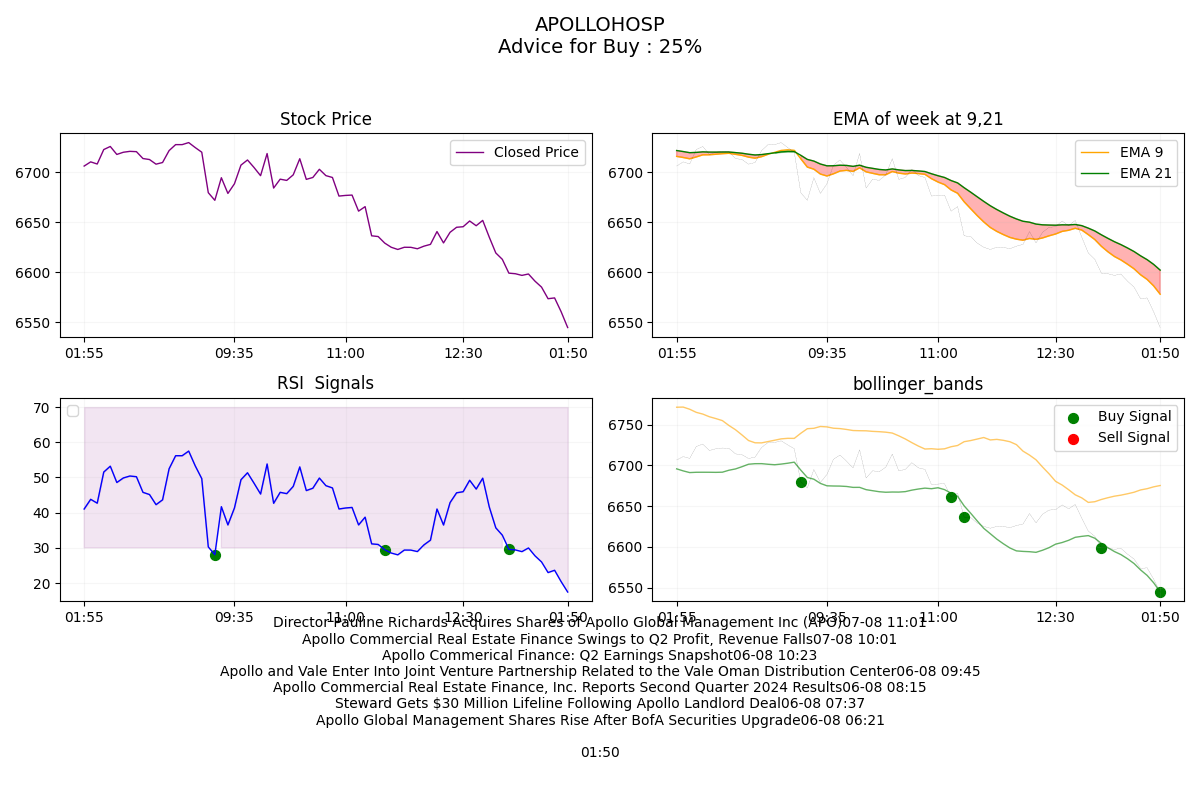 APOLLOHOSP
Advice for Buy : 25%
Stock Price
Closed Price
6700
6650
6600
6550
01:55
09:35
11:00
12:30
01:50
EMA of week at 9,21
EMA 9
EMA 21
6700
6650
6600
6550
01:55
09:35
11:00
12:30
01:50
RSI  Signals
70
60
50
40
30
20
01:55
09:35
11:00
12:30
01:50
bollinger_bands
Buy Signal
Sell Signal
6750
6700
6650
6600
6550
01:55
09:35
11:00
12:30
01:50
Director Pauline Richards Acquires Shares of Apollo Global Management Inc (APO)07-08 11:01
Apollo Commercial Real Estate Finance Swings to Q2 Profit, Revenue Falls07-08 10:01
Apollo Commerical Finance: Q2 Earnings Snapshot06-08 10:23
Apollo and Vale Enter Into Joint Venture Partnership Related to the Vale Oman Distribution Center06-08 09:45
Apollo Commercial Real Estate Finance, Inc. Reports Second Quarter 2024 Results06-08 08:15
Steward Gets $30 Million Lifeline Following Apollo Landlord Deal06-08 07:37
Apollo Global Management Shares Rise After BofA Securities Upgrade06-08 06:21
01:50